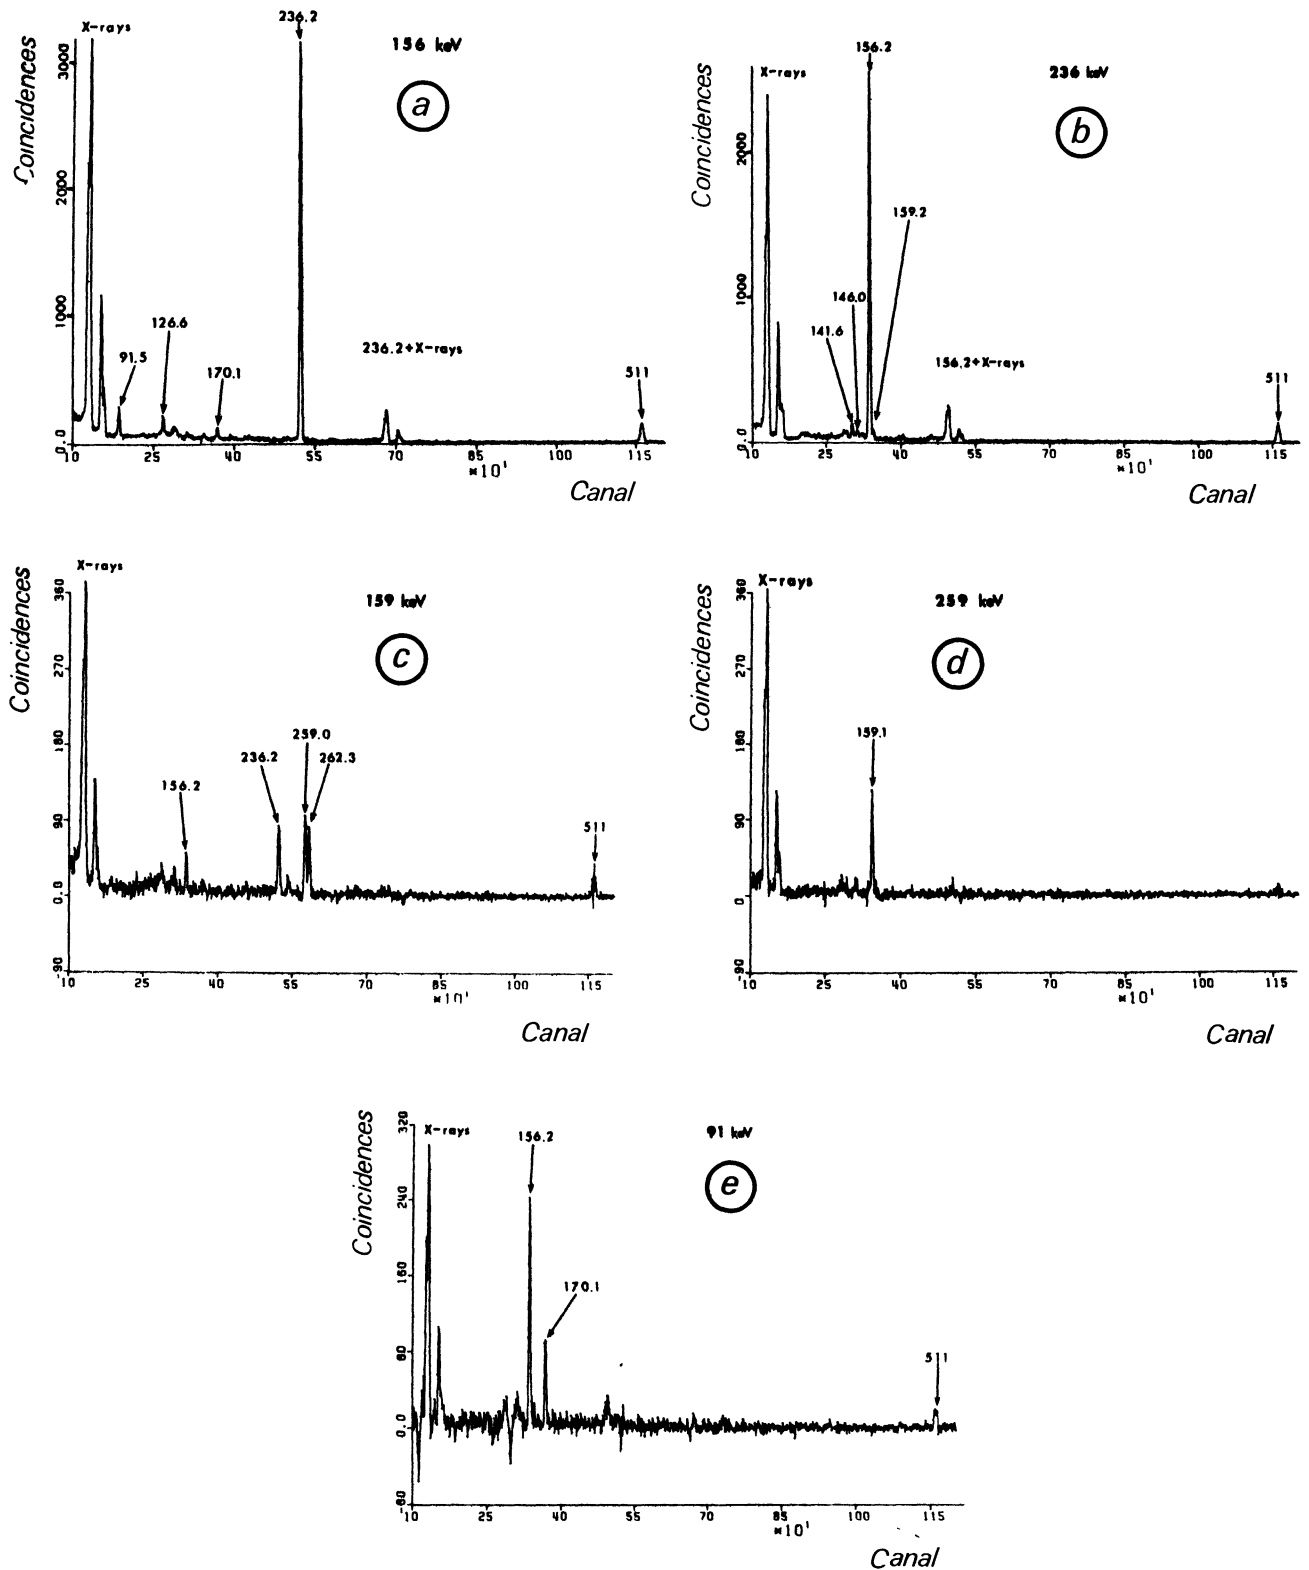 X-rays
236.2
156 keV
a
Coincidences
3000
2000
1000
0.0
91.5
126.6
170.1
236.2+X-rays
511
10 25 40 55 70 85 100 115
×10¹
Canal
X-rays
156.2
236 keV
b
Coincidences
2000
1000
0.0
141.6
146.0
159.2
156.2+X-rays
511
10 25 40 55 70 85 100 115
×10¹
Canal
X-rays
159 keV
c
Coincidences
360
270
180
90
0.0
-90
156.2
236.2
259.0
262.3
511
10 25 40 55 70 85 100 115
×10¹
Canal
X-rays
259 keV
d
Coincidences
360
270
180
90
0.0
-90
159.1
10 25 40 55 70 85 100 115
×10¹
Canal
X-rays
156.2
91 keV
e
Coincidences
320
240
160
80
0.0
-80
170.1
511
10 25 40 55 70 85 100 115
×10¹
Canal